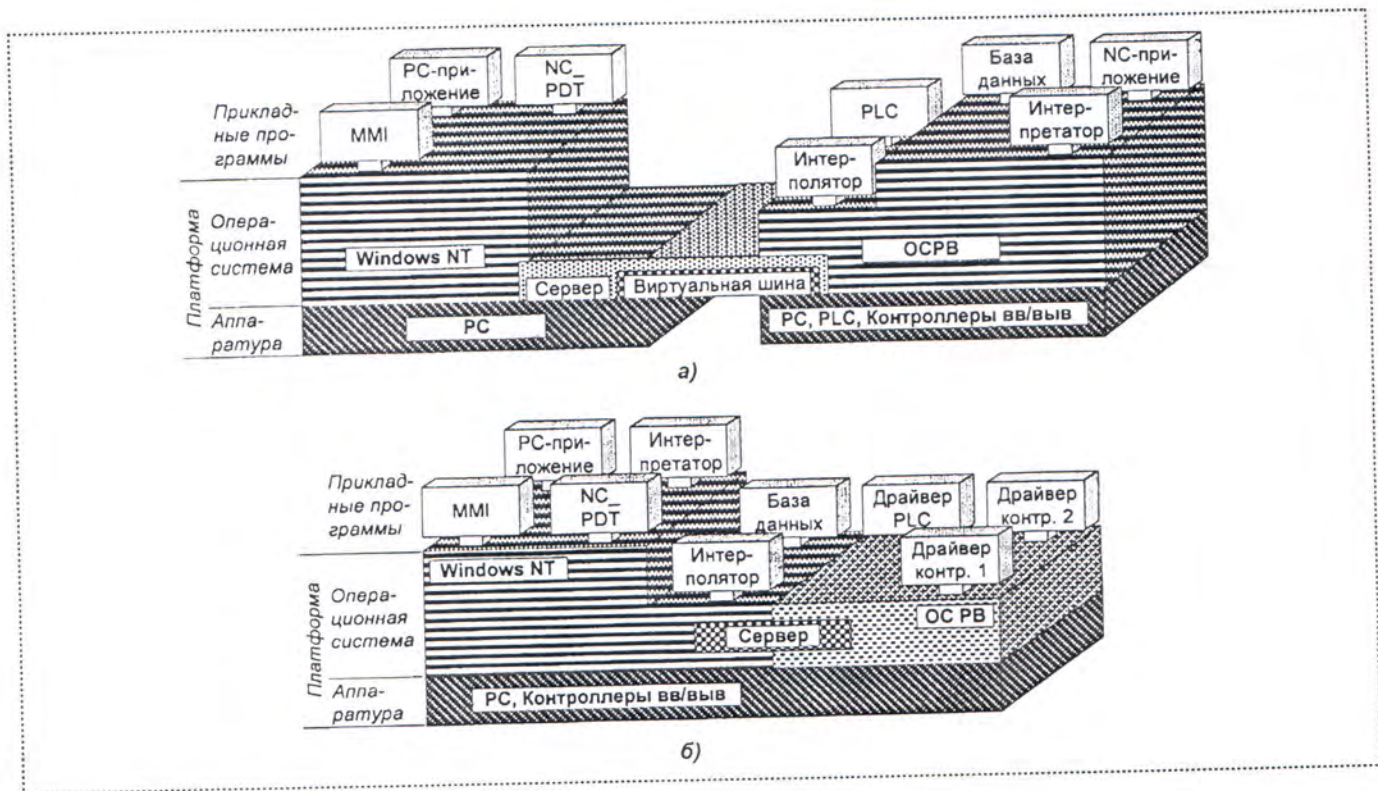 База
данных
NC-при-
ложение
PC-при-
ложение
NC_
PDT
PLC
Интер-
претатор
Приклад-
ные про-
граммы
MMI
Интер-
полятор
Платформа
Опера-
ционная
система
Windows NT
ОСРВ
Сервер
Виртуальная шина
Аппа-
ратура
PC
PC, PLC, Контроллеры вв/выв
а)
PC-при-
ложение
Интер-
претатор
Приклад-
ные про-
граммы
MMI
NC_
PDT
База
данных
Драйвер
PLC
Драйвер
контр. 2
Интер-
полятор
Драйвер
контр. 1
Платформа
Опера-
ционная
система
Windows NT
ОС РВ
Сервер
Аппа-
ратура
PC, Контроллеры вв/выв
б)